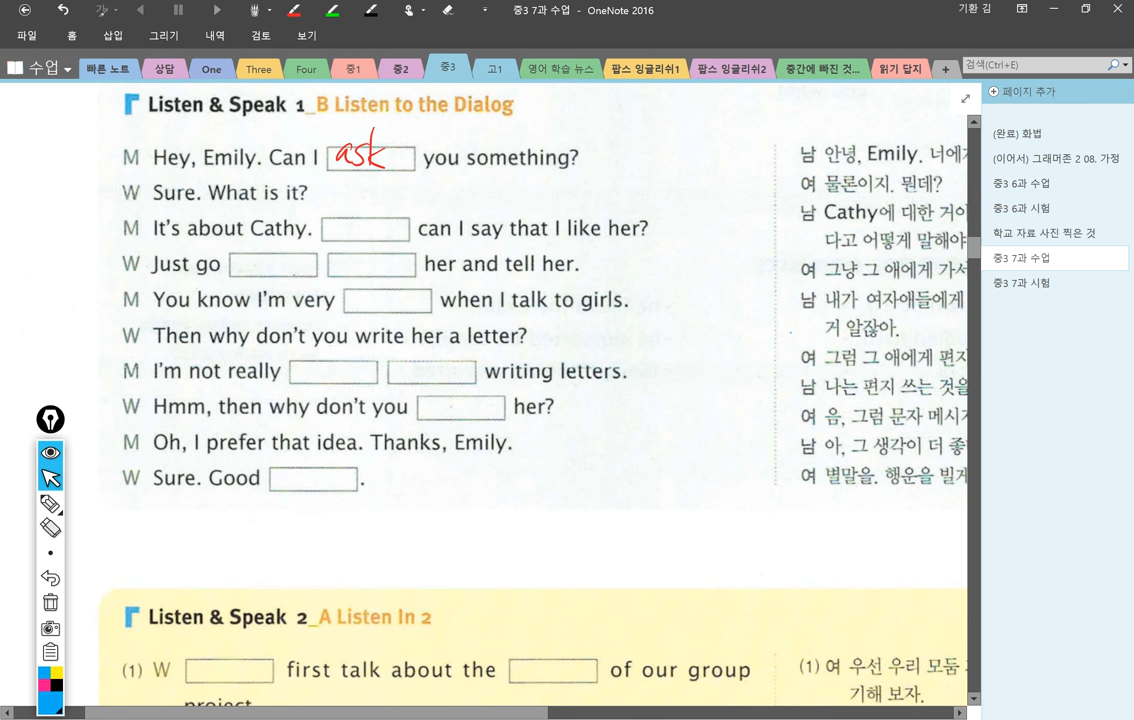 중3 7과 수업 - OneNote 2016
기환 김
파일 홈 삽입 그리기 내역 검토 보기
수업 빠른 노트 상담 One Three Four 중1 중2 중3 고1 영어 학습 뉴스 팝스 잉글리쉬1 팝스 잉글리쉬2 중간에 빠진 것... 읽기 답지 + 검색(Ctrl+E)
페이지 추가
(완료) 화법
(이어서) 그래머존 2 08. 가정
중3 6과 수업
중3 6과 시험
학교 자료 사진 찍은 것
중3 7과 수업
중3 7과 시험
Listen & Speak 1_B Listen to the Dialog
M Hey, Emily. Can I ask you something?
W Sure. What is it?
M It's about Cathy. can I say that I like her?
W Just go her and tell her.
M You know I'm very when I talk to girls.
W Then why don't you write her a letter?
M I'm not really writing letters.
W Hmm, then why don't you her?
M Oh, I prefer that idea. Thanks, Emily.
W Sure. Good .
남 안녕, Emily. 너에게
여 물론이지. 뭔데?
남 Cathy에 대한 거야
다고 어떻게 말해야
여 그냥 그 애에게 가서
남 내가 여자애들에게
거 알잖아.
여 그럼 그 애에게 편지
남 나는 편지 쓰는 것을
여 음, 그럼 문자 메시지
남 아, 그 생각이 더 좋
여 별말을. 행운을 빌게
Listen & Speak 2_A Listen In 2
(1) W first talk about the of our group
project
(1) 여 우선 우리 모둠
기해 보자.